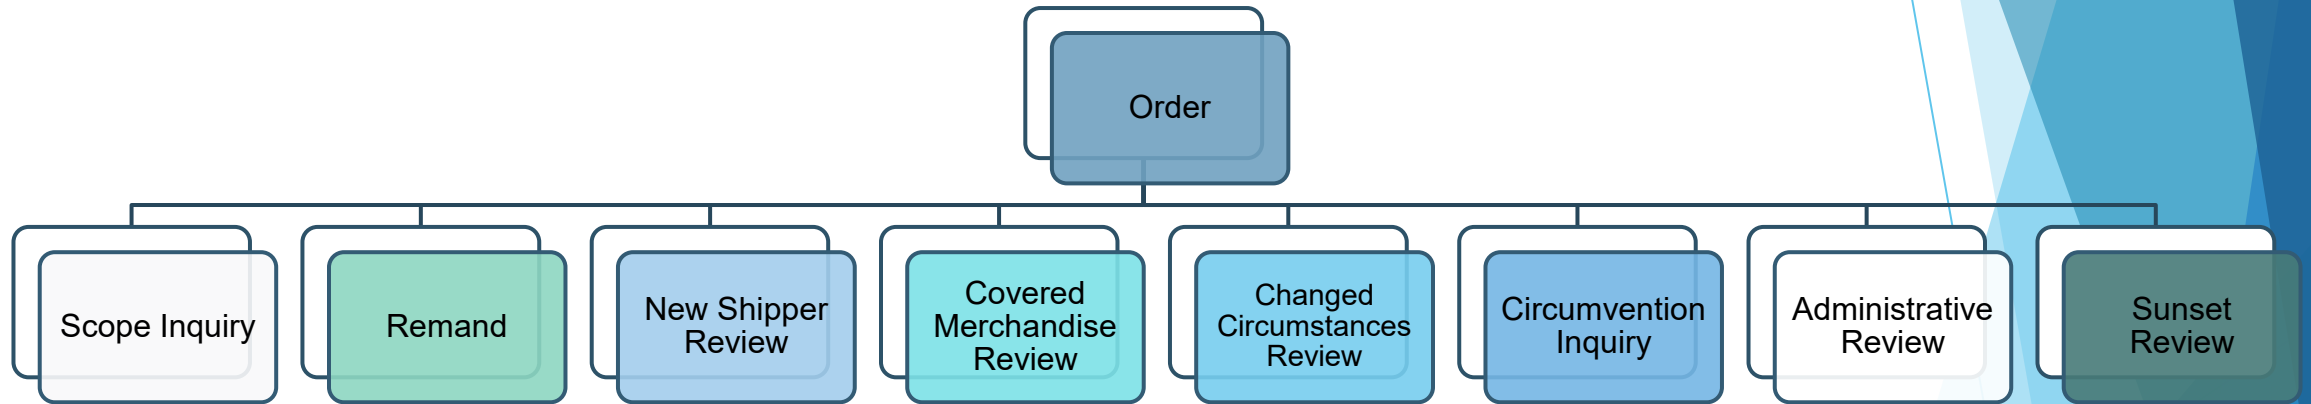 Order
Scope Inquiry
Remand
New Shipper
Review
Covered
Merchandise
Review
Changed
Circumstances
Review
Circumvention
Inquiry
Administrative
Review
Sunset
Review